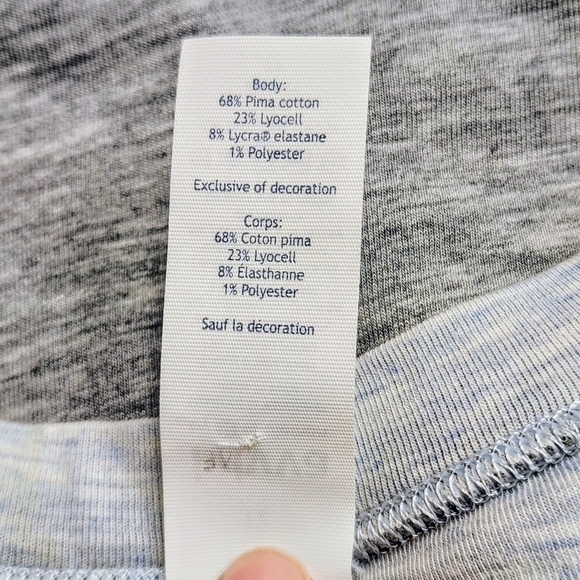 Body:
68% Pima cotton
23% Lyocell
8% Lycra® elastane
1% Polyester
Exclusive of decoration
Corps:
68% Coton pima
23% Lyocell
8% Élasthanne
1% Polyester
Sauf la décoration